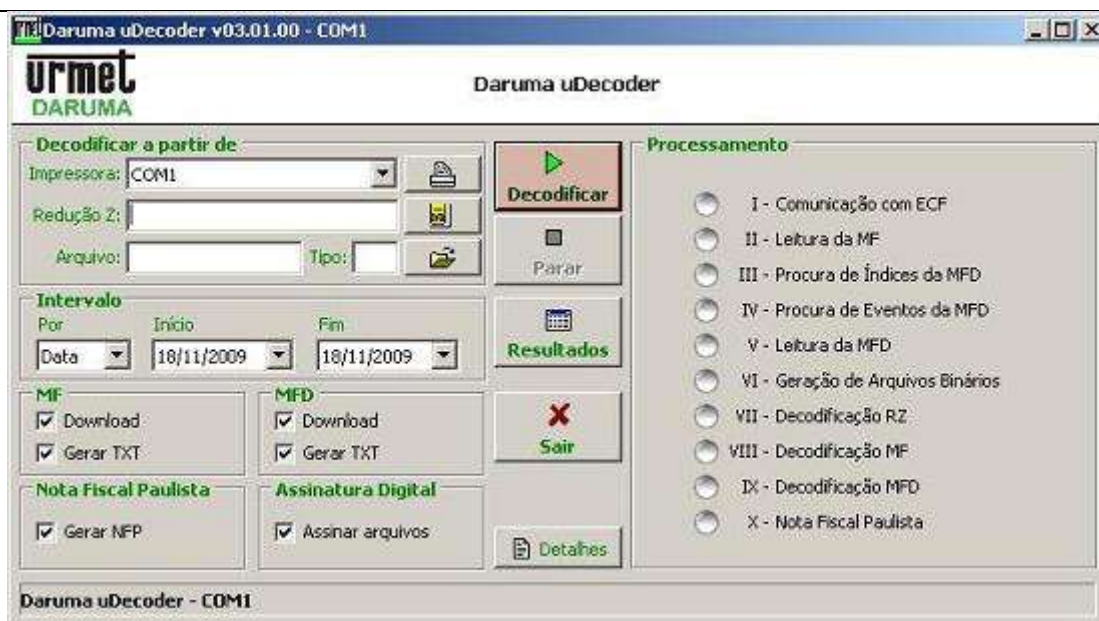 Daruma uDecoder v03.01.00 - COM1
urmet
DARUMA
Daruma uDecoder
Decodificar a partir de
Impressora: COM1
Redução Z:
Arquivo: Tipo:
Decodificar
Parar
Intervalo
Por Início Fim
Data 18/11/2009 18/11/2009
Resultados
MF
Download
Gerar TXT
MFD
Download
Gerar TXT
Sair
Nota Fiscal Paulista
Gerar NFP
Assinatura Digital
Assinar arquivos
Detalhes
Processamento
I - Comunicação com ECF
II - Leitura da MF
III - Procura de Índices da MFD
IV - Procura de Eventos da MFD
V - Leitura da MFD
VI - Geração de Arquivos Binários
VII - Decodificação RZ
VIII - Decodificação MF
IX - Decodificação MFD
X - Nota Fiscal Paulista
Daruma uDecoder - COM1